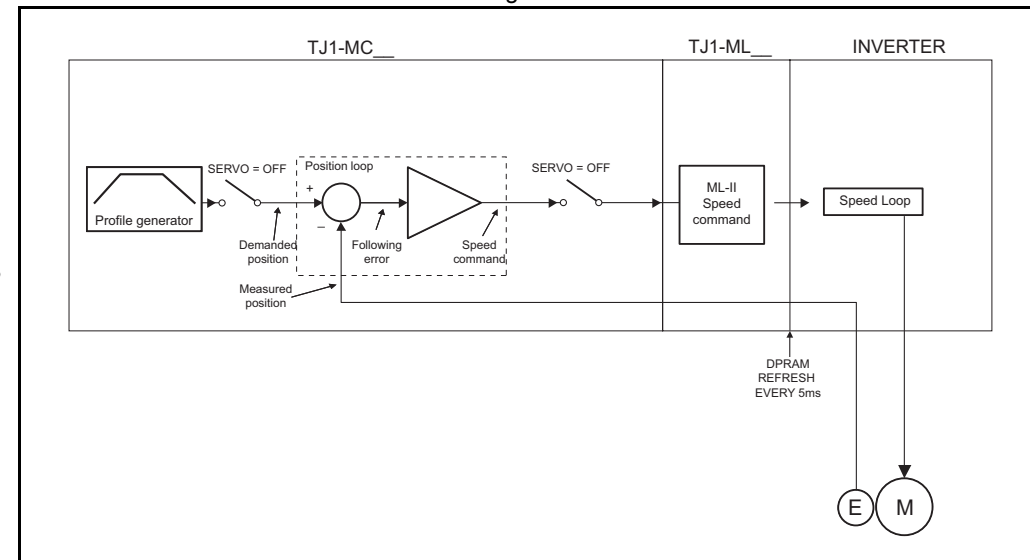 TJ1-MC__
TJ1-ML__
INVERTER
SERVO = OFF
Position loop
SERVO = OFF
+
–
Profile generator
Demanded
position
Following
error
Speed
command
Measured
position
ML-II
Speed
command
Speed Loop
DPRAM
REFRESH
EVERY 5ms
E
M